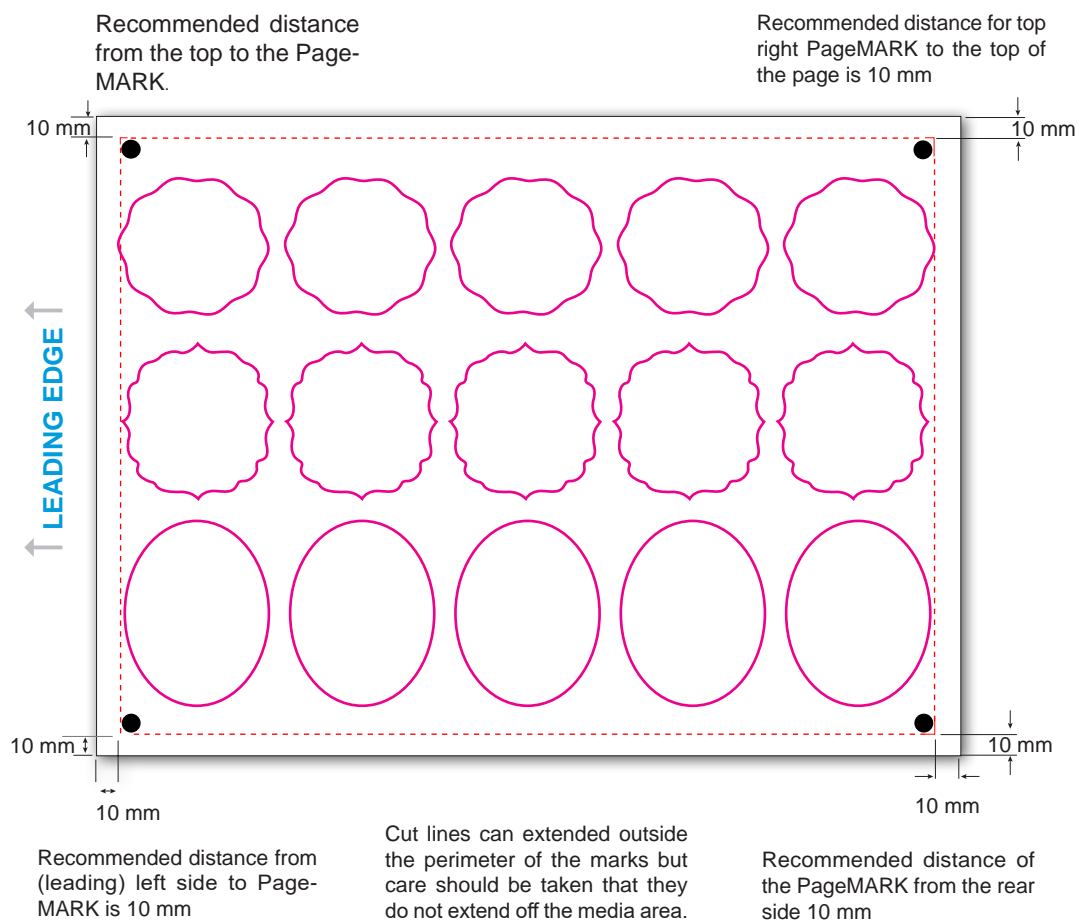 Recommended distance
from the top to the Page-
MARK.
Recommended distance for top
right PageMARK to the top of
the page is 10 mm
10 mm
10 mm
LEADING EDGE
10 mm
10 mm
10 mm
10 mm
Recommended distance from
(leading) left side to Page-
MARK is 10 mm
Cut lines can extended outside
the perimeter of the marks but
care should be taken that they
do not extend off the media area.
Recommended distance of
the PageMARK from the rear
side 10 mm